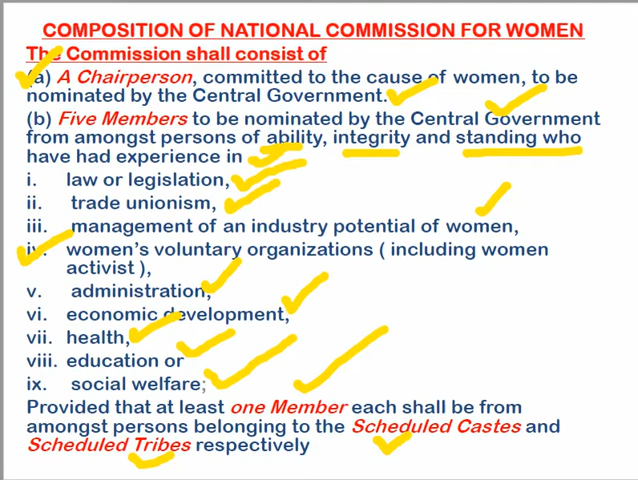 COMPOSITION OF NATIONAL COMMISSION FOR WOMEN
The Commission shall consist of
(a) A Chairperson, committed to the cause of women, to be
nominated by the Central Government.
(b) Five Members to be nominated by the Central Government
from amongst persons of ability, integrity and standing who
have had experience in
i. law or legislation,
ii. trade unionism,
iii. management of an industry potential of women,
iv. women's voluntary organizations ( including women
activist ),
v. administration,
vi. economic development,
vii. health,
viii. education or
ix. social welfare;
Provided that at least one Member each shall be from
amongst persons belonging to the Scheduled Castes and
Scheduled Tribes respectively